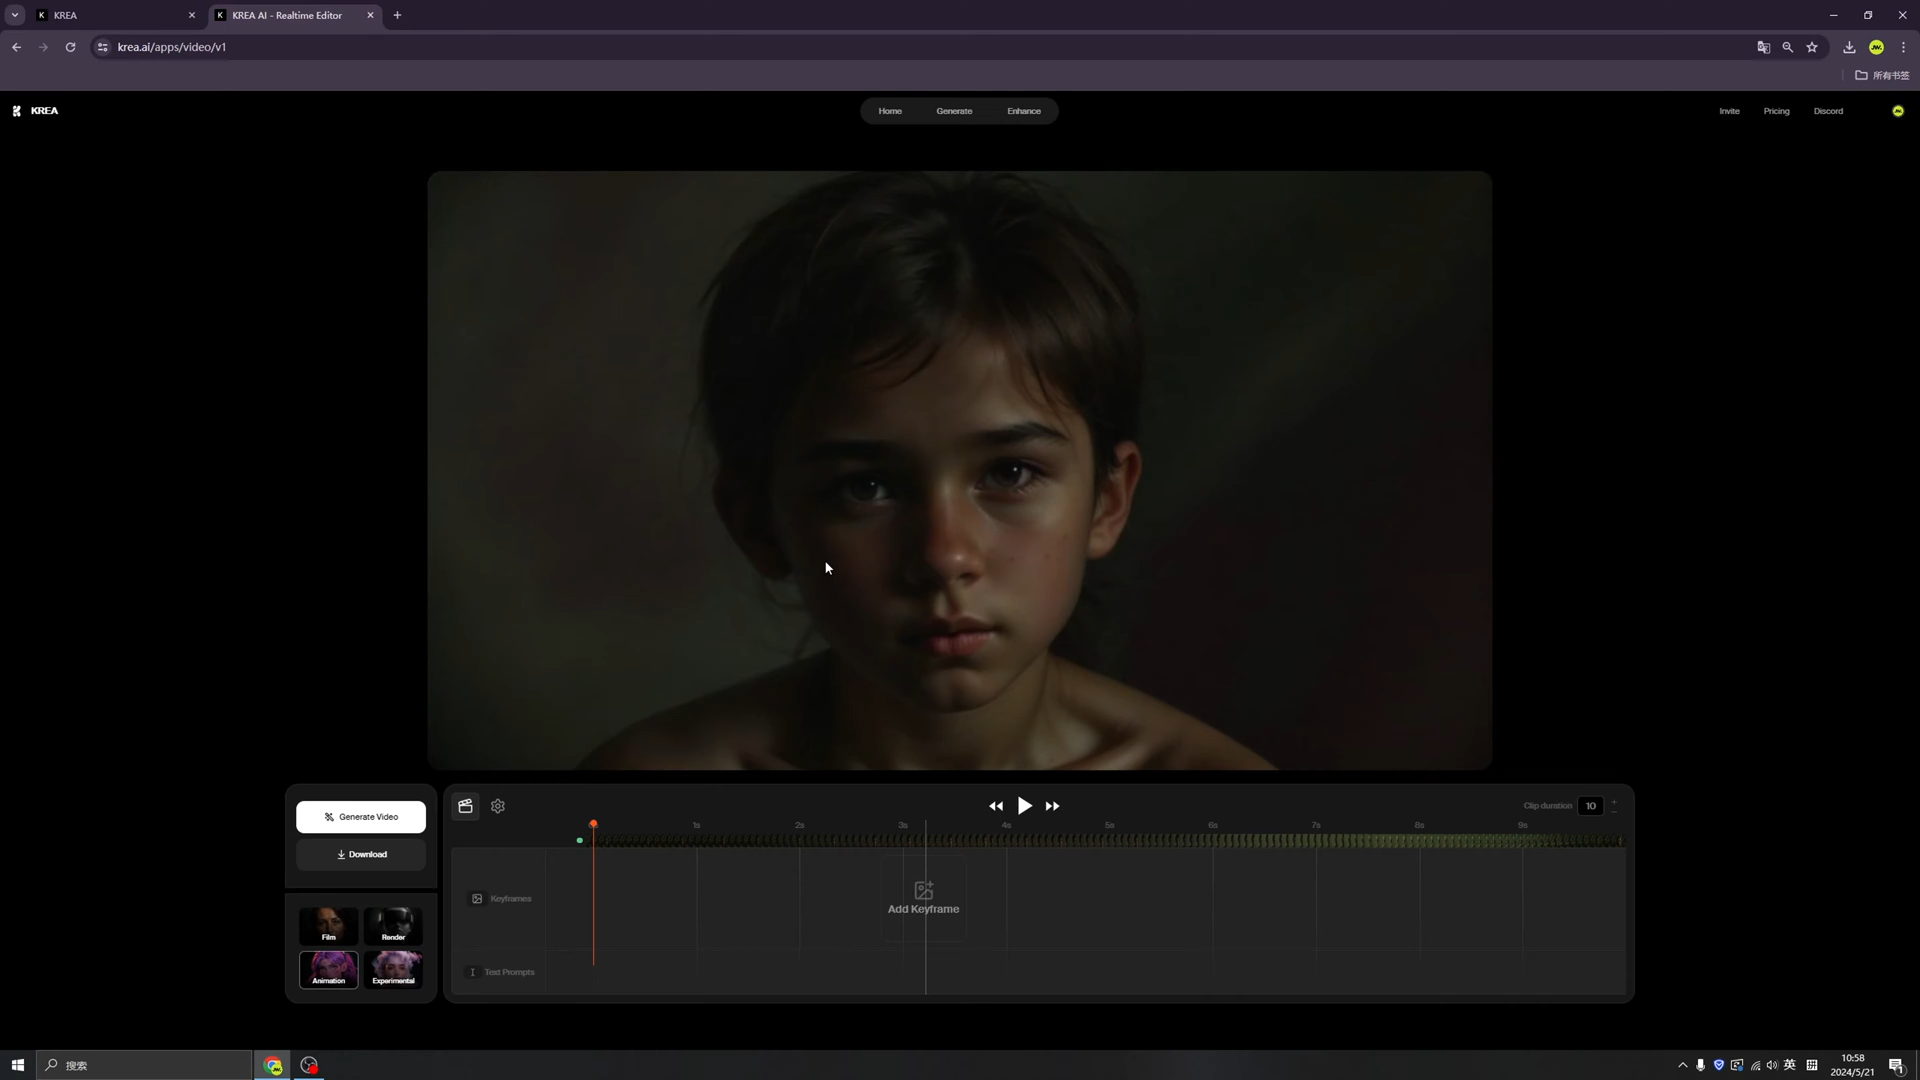 KREA
KREA AI - Realtime Editor
krea.ai/apps/video/v1
所有书签
KREA
Home
Generate
Enhance
Invite
Pricing
Discord
Generate Video
Download
Film
Render
Animation
Experimental
Clip duration
10
1s
2s
3s
4s
5s
6s
7s
8s
9s
Keyframes
Add Keyframe
Text Prompts
搜索
英
10:58
2024/5/21